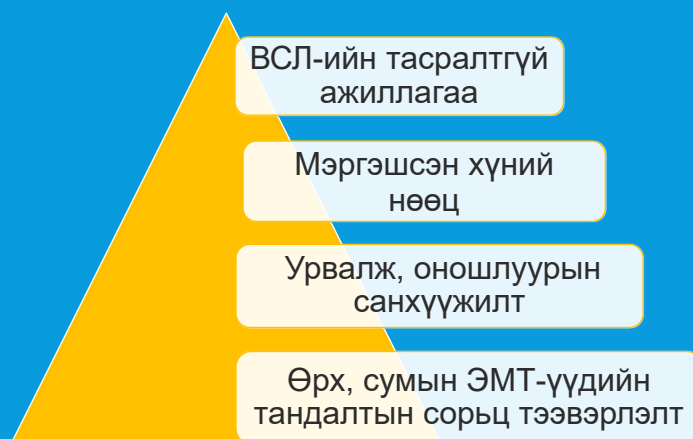 ВСЛ-ийн тасралтгүй
ажиллагаа
Мэргэшсэн хүний
нөөц
Урвалж, оношлуурын
санхүүжилт
Өрх, сумын ЭМТ-үүдийн
тандалтын сорьц тээвэрлэлт